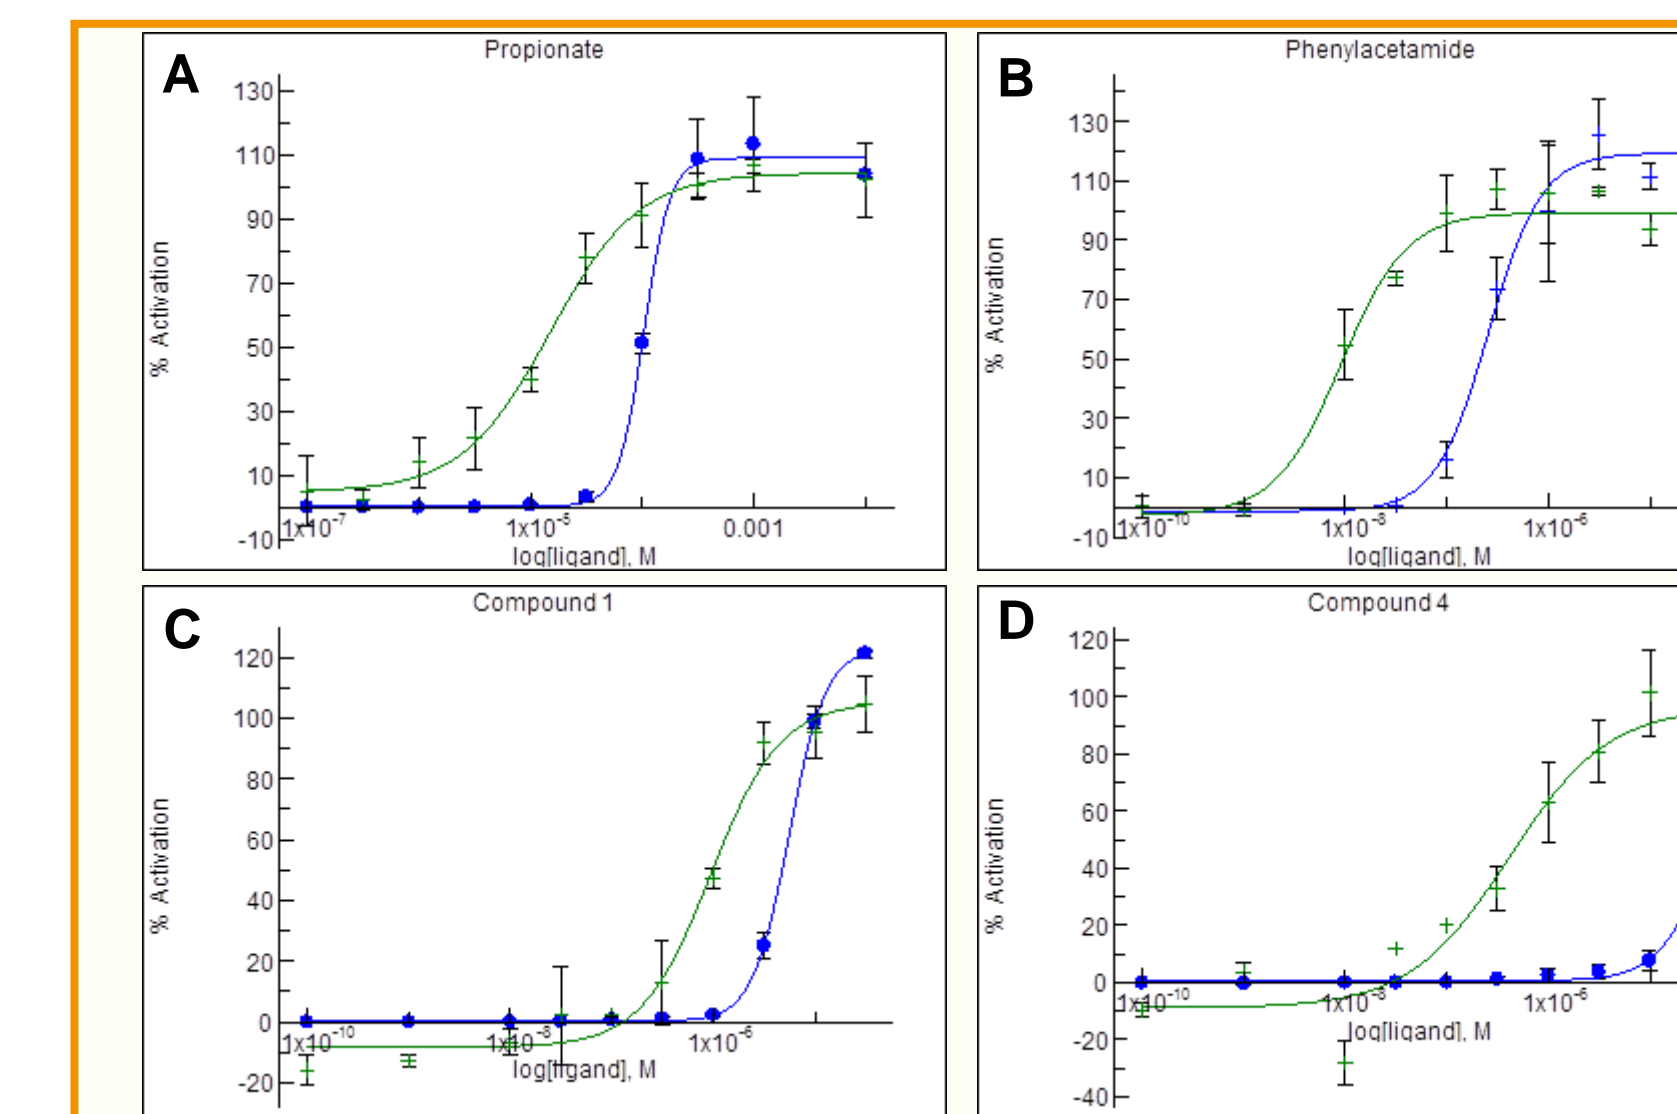 A
Propionate
130
110
90
70
50
30
10
-10
% Activation
1x10⁻⁷
1x10⁻⁵
0.001
log[ligand], M
B
Phenylacetamide
130
110
90
70
50
30
10
-10
% Activation
1x10⁻¹⁰
1x10⁻⁸
1x10⁻⁶
log[ligand], M
C
Compound 1
120
100
80
60
40
20
0
-20
% Activation
1x10⁻¹⁰
1x10⁻⁸
1x10⁻⁶
log[ligand], M
D
Compound 4
120
100
80
60
40
20
0
-20
-40
% Activation
1x10⁻¹⁰
1x10⁻⁸
1x10⁻⁶
log[ligand], M